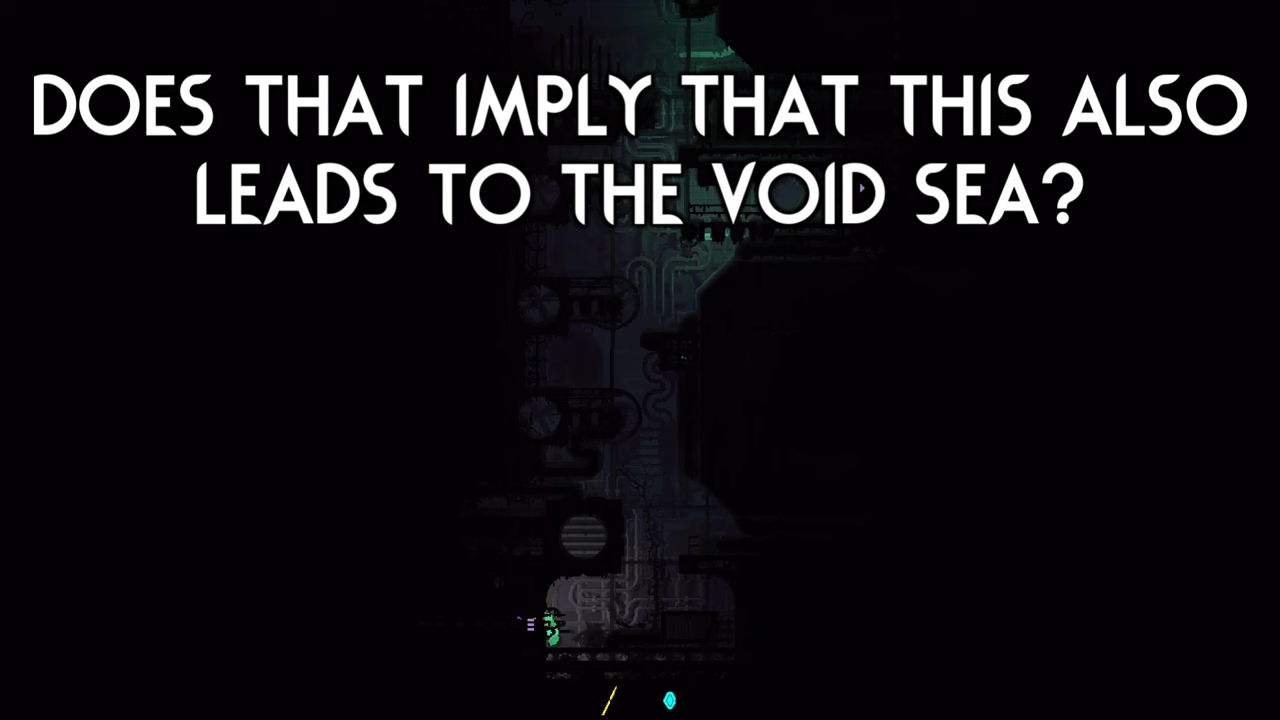 DOES THAT IMPLY THAT THIS ALSO
LEADS TO THE VOID SEA?